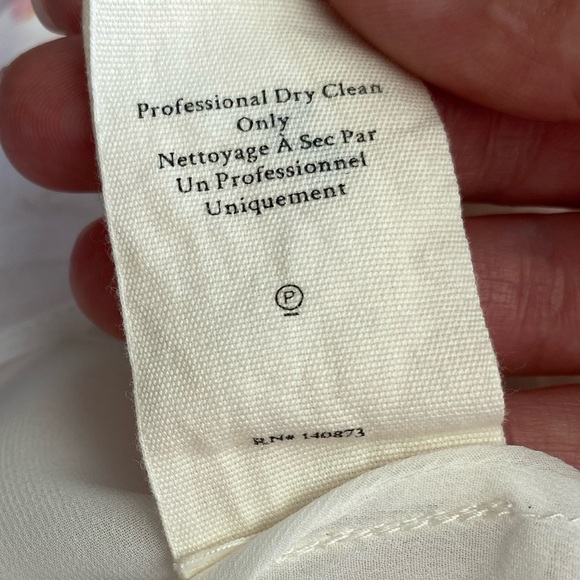 Professional Dry Clean
Only
Nettoyage À Sec Par
Un Professionnel
Uniquement
P
RN# 140873